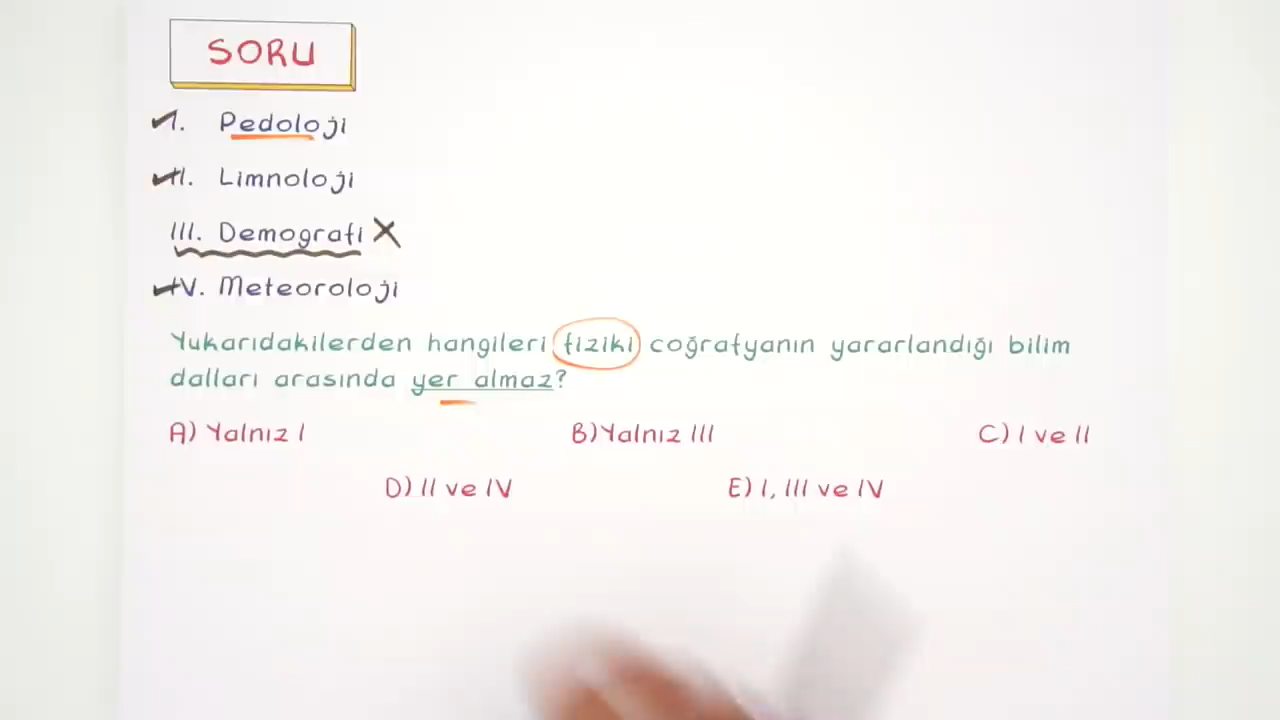 SORU
I. Pedoloji
II. Limnoloji
III. Demografi
IV. Meteoroloji
Yukarıdakilerden hangileri fiziki coğrafyanın yararlandığı bilim
dalları arasında yer almaz?
A) Yalnız I B) Yalnız III C) I ve II
D) II ve IV E) I, III ve IV